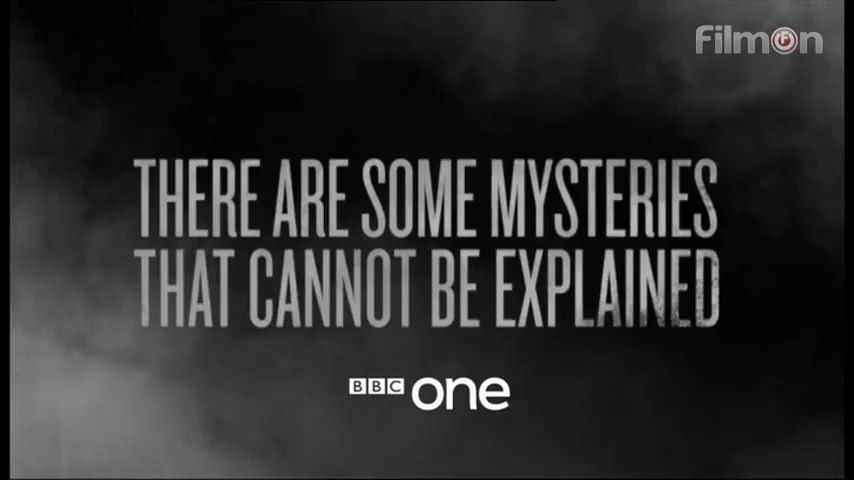 FilmOn
THERE ARE SOME MYSTERIES
THAT CANNOT BE EXPLAINED
BBC one